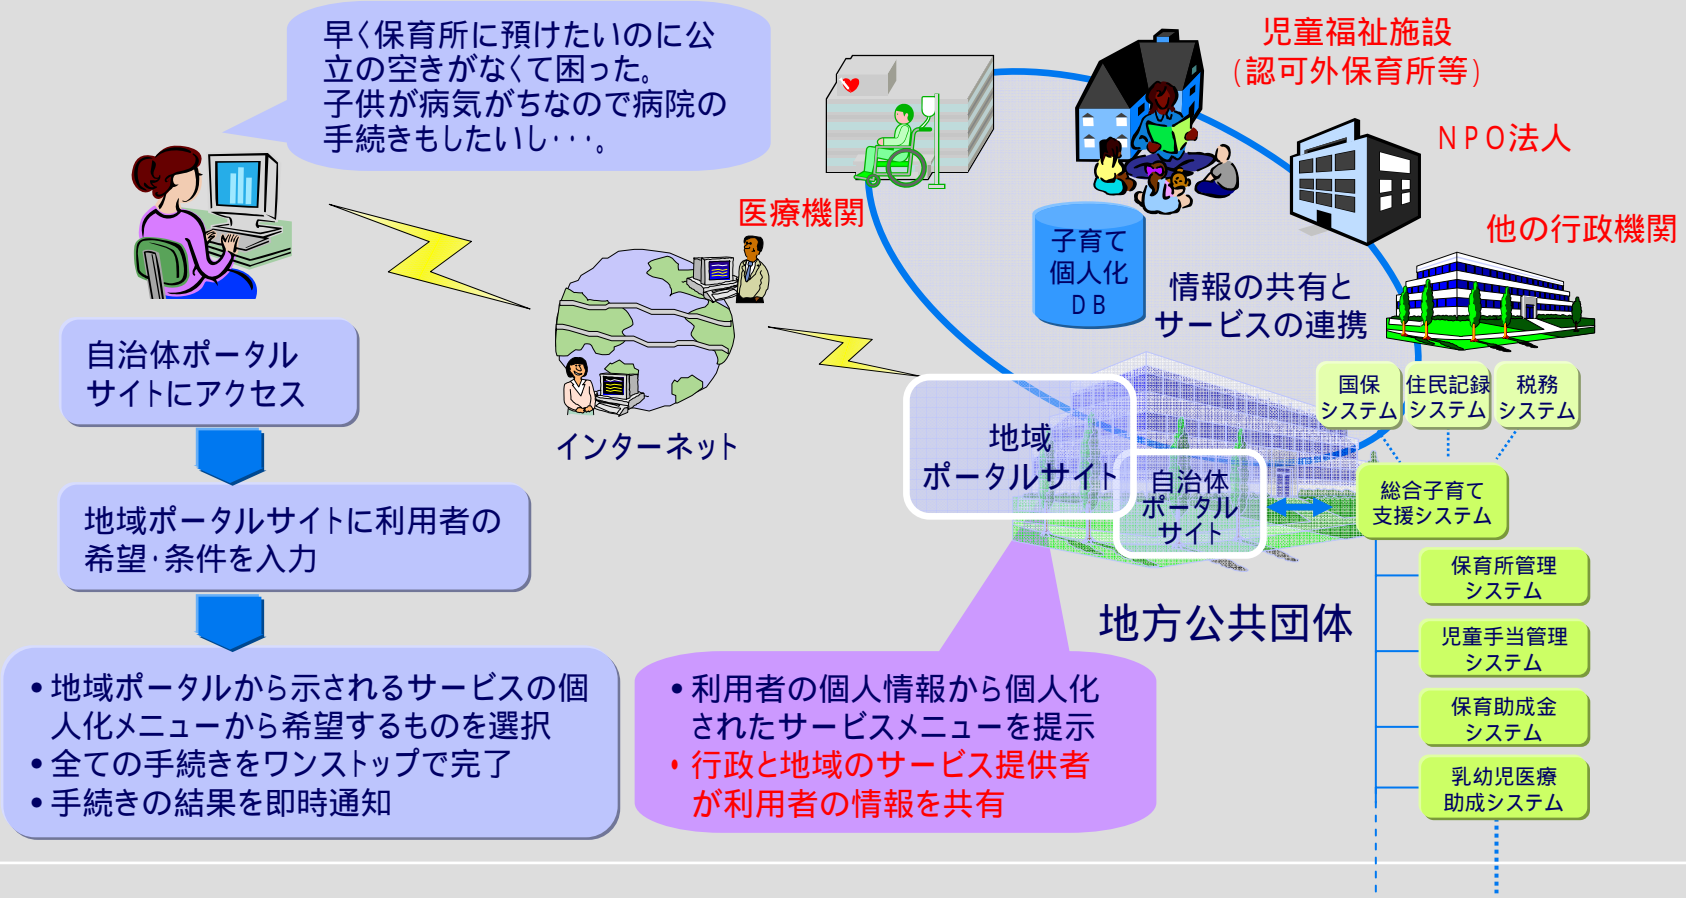 早く保育所に預けたいのに公
立の空きがなくて困った。
子供が病気がちなので病院の
手続きもしたいし・・・。
自治体ポータル
サイトにアクセス
地域ポータルサイトに利用者の
希望・条件を入力
•地域ポータルから示されるサービスの個
人化メニューから希望するものを選択
•全ての手続きをワンストップで完了
•手続きの結果を即時通知
インターネット
医療機関
児童福祉施設
(認可外保育所等)
NPO法人
他の行政機関
子育て
個人化
DB
情報の共有と
サービスの連携
地域
ポータルサイト
自治体
ポータル
サイト
国保
システム
住民記録
システム
税務
システム
総合子育て
支援システム
保育所管理
システム
児童手当管理
システム
保育助成金
システム
乳幼児医療
助成システム
地方公共団体
•利用者の個人情報から個人化
されたサービスメニューを提示
•行政と地域のサービス提供者
が利用者の情報を共有